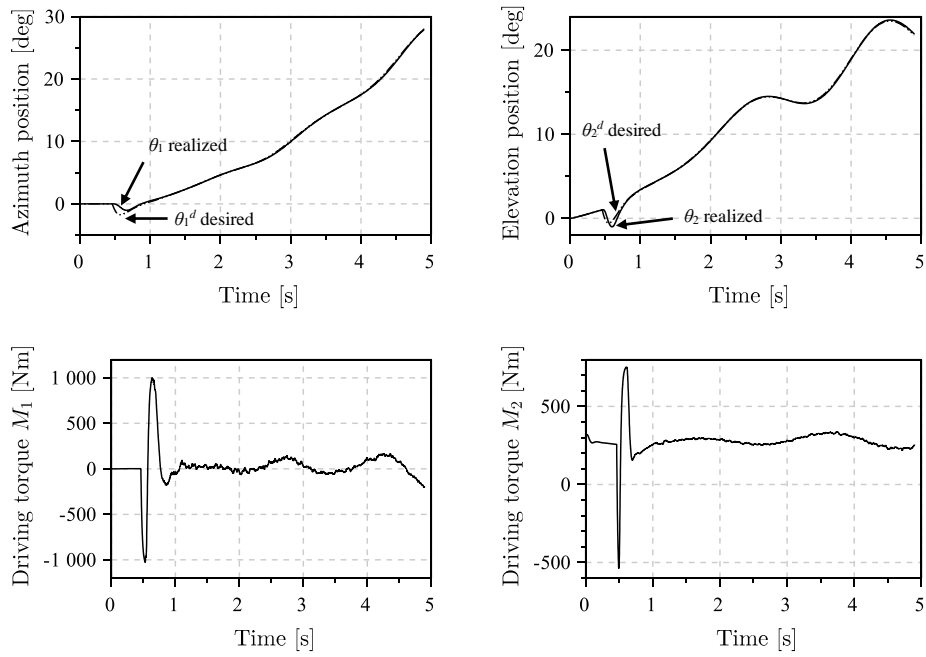 Azimuth position [deg]
30
20
10
0
θ1 realized
θ1^d desired
0 1 2 3 4 5
Time [s]
Elevation position [deg]
20
10
0
θ2^d desired
θ2 realized
0 1 2 3 4 5
Time [s]
Driving torque M1 [Nm]
1 000
500
0
-500
-1 000
0 1 2 3 4 5
Time [s]
Driving torque M2 [Nm]
500
0
-500
0 1 2 3 4 5
Time [s]